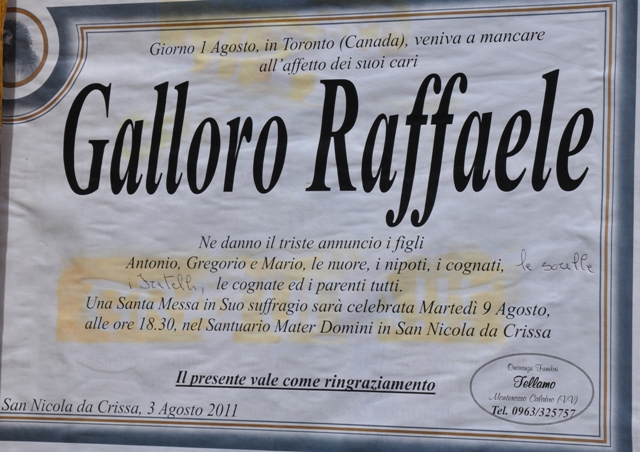 Giorno 1 Agosto, in Toronto (Canada), veniva a mancare
all'affetto dei suoi cari
Galloro Raffaele
Ne danno il triste annuncio i figli
Antonio, Gregorio e Mario, le nuore, i nipoti, i cognati, le sorelle
i fratelli, le cognate ed i parenti tutti.
Una Santa Messa in Suo suffragio sarà celebrata Martedì 9 Agosto,
alle ore 18.30, nel Santuario Mater Domini in San Nicola da Crissa
Il presente vale come ringraziamento
San Nicola da Crissa, 3 Agosto 2011
Onoranze Funebri
Tellamo
Monterosso Calabro (VV)
Tel. 0963/325757